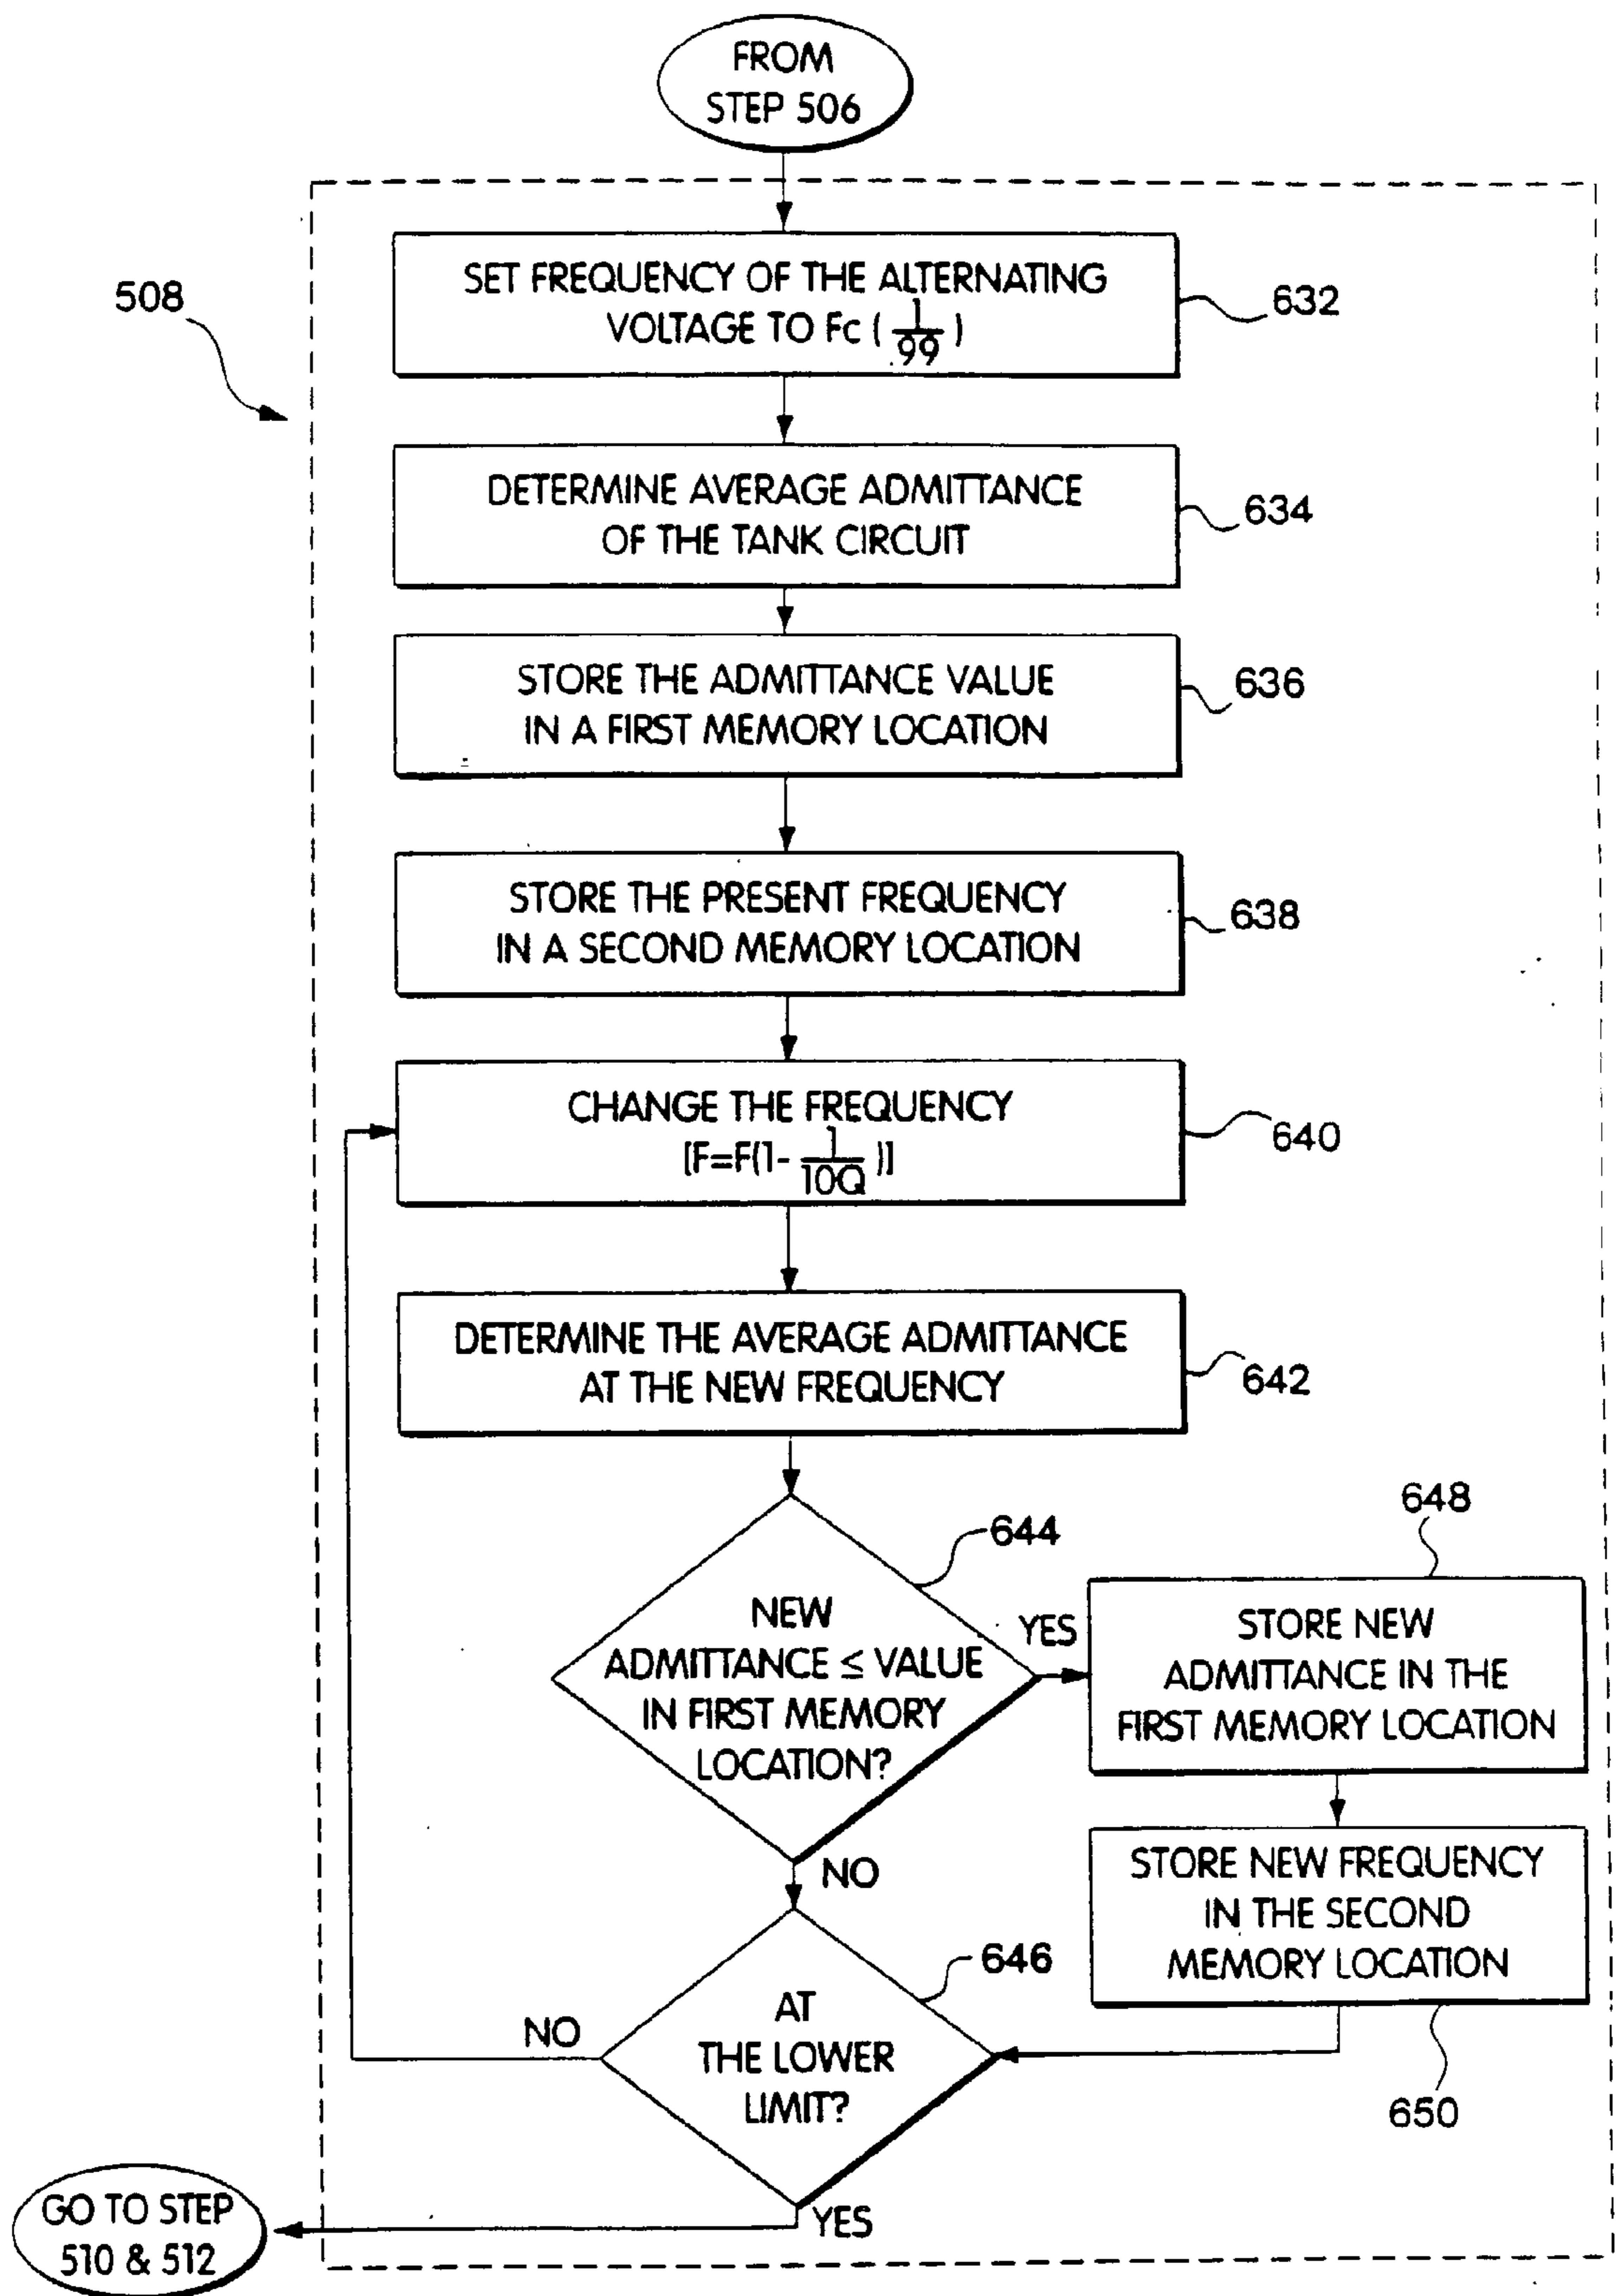 FROM
STEP 506
508
SET FREQUENCY OF THE ALTERNATING
VOLTAGE TO Fc ( 1/99 )
632
DETERMINE AVERAGE ADMITTANCE
OF THE TANK CIRCUIT
634
STORE THE ADMITTANCE VALUE
IN A FIRST MEMORY LOCATION
636
STORE THE PRESENT FREQUENCY
IN A SECOND MEMORY LOCATION
638
CHANGE THE FREQUENCY
[F=F(1- 1/10Q )]
640
DETERMINE THE AVERAGE ADMITTANCE
AT THE NEW FREQUENCY
642
644
NEW
ADMITTANCE ≤ VALUE
IN FIRST MEMORY
LOCATION?
YES
648
STORE NEW
ADMITTANCE IN THE
FIRST MEMORY LOCATION
NO
STORE NEW FREQUENCY
IN THE SECOND
MEMORY LOCATION
650
646
AT
THE LOWER
LIMIT?
NO
YES
GO TO STEP
510 & 512